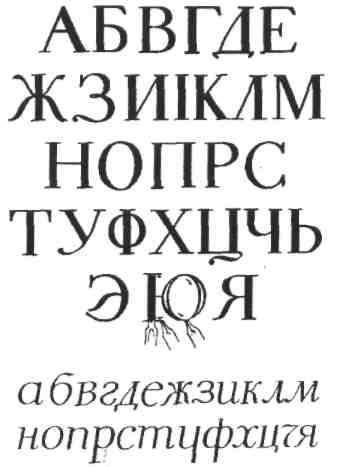 АБВГДЕ
ЖЗИІКЛМ
НОПРС
ТУФХЦЧЬ
ЭЮЯ
абвгдежзиклм
нопрстуфхцчя